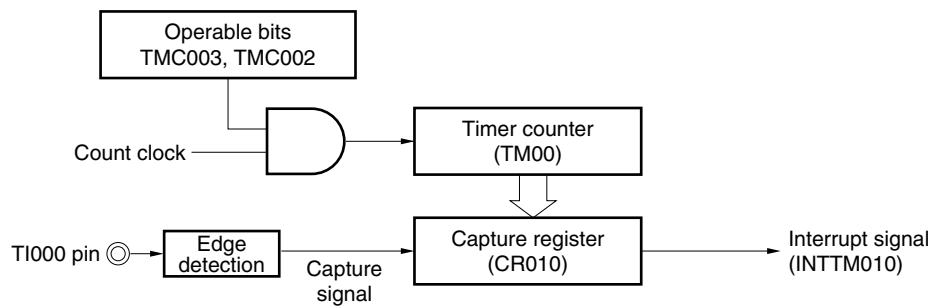 Operable bits
TMC003, TMC002
Count clock
Timer counter
(TM00)
TI000 pin
Edge
detection
Capture
signal
Capture register
(CR010)
Interrupt signal
(INTTM010)